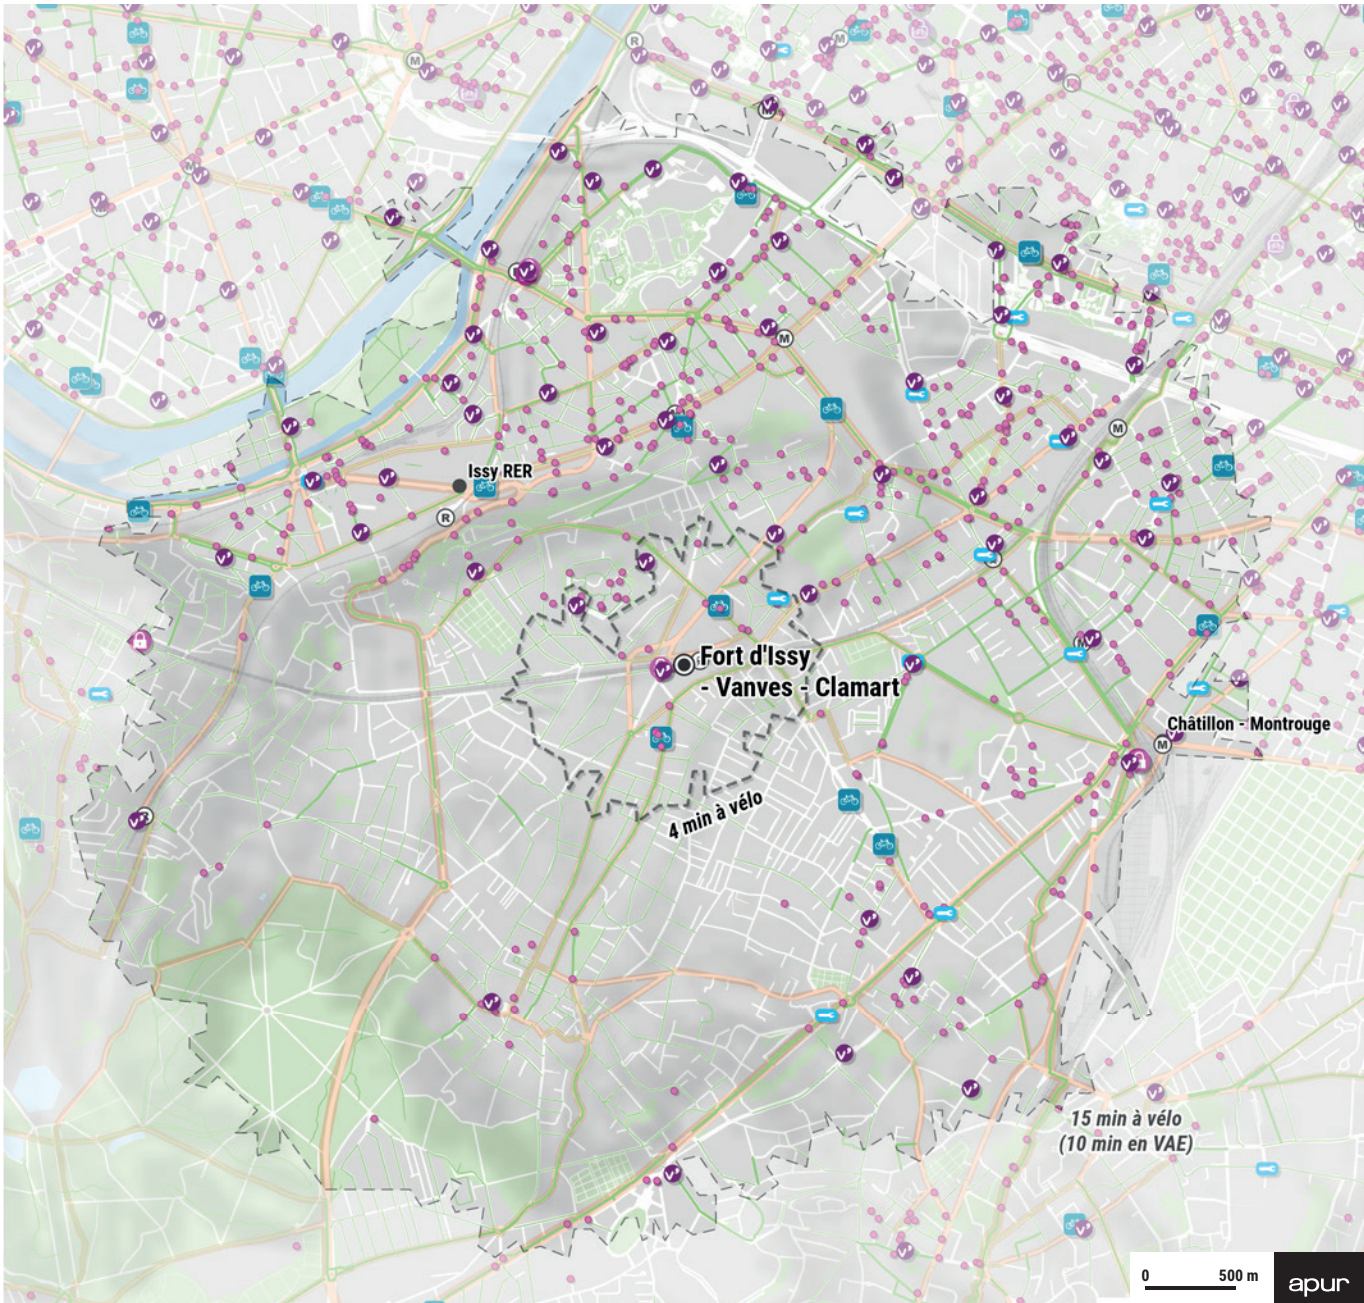 Issy RER
Fort d'Issy
- Vanves - Clamart
Châtillon - Montrouge
4 min à vélo
15 min à vélo
(10 min en VAE)
0 500 m
apur